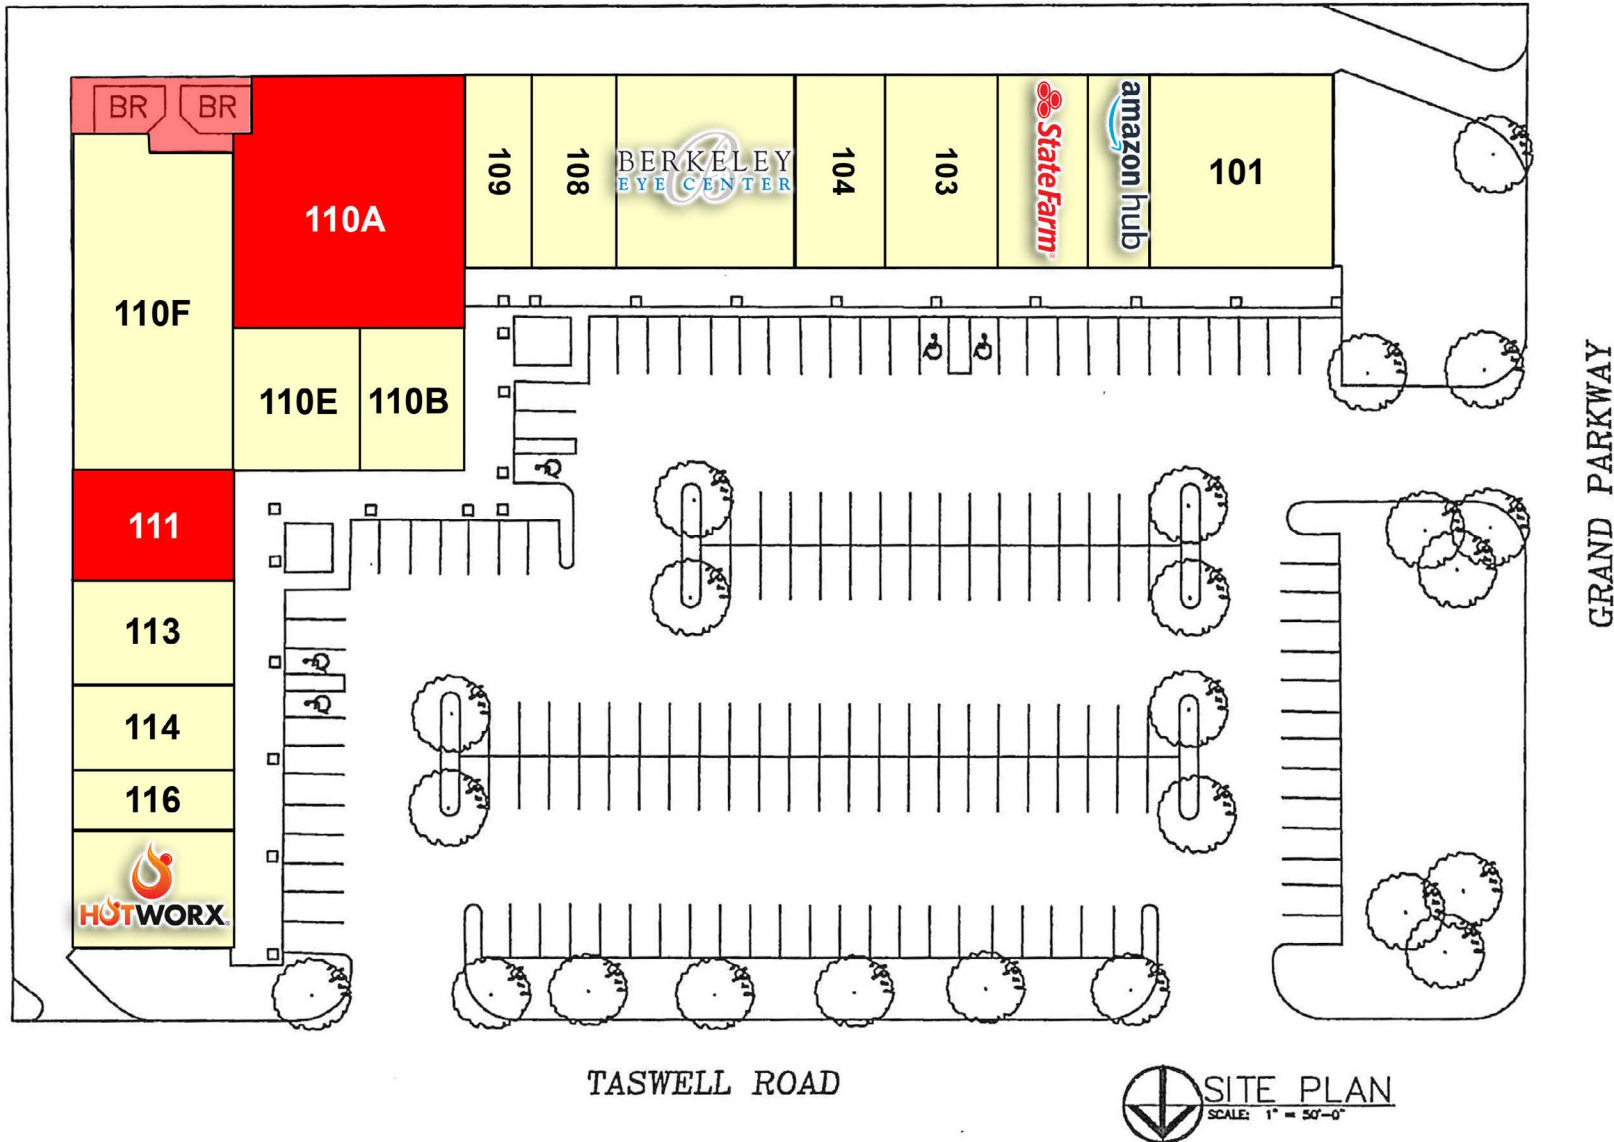 BR
BR
110A
109
108
BERKELEY
EYE CENTER
104
103
StateFarm®
amazon hub
101
110F
110E
110B
111
113
114
116
HOTWORX
GRAND PARKWAY
TASWELL ROAD
SITE PLAN
SCALE: 1" = 50'-0"